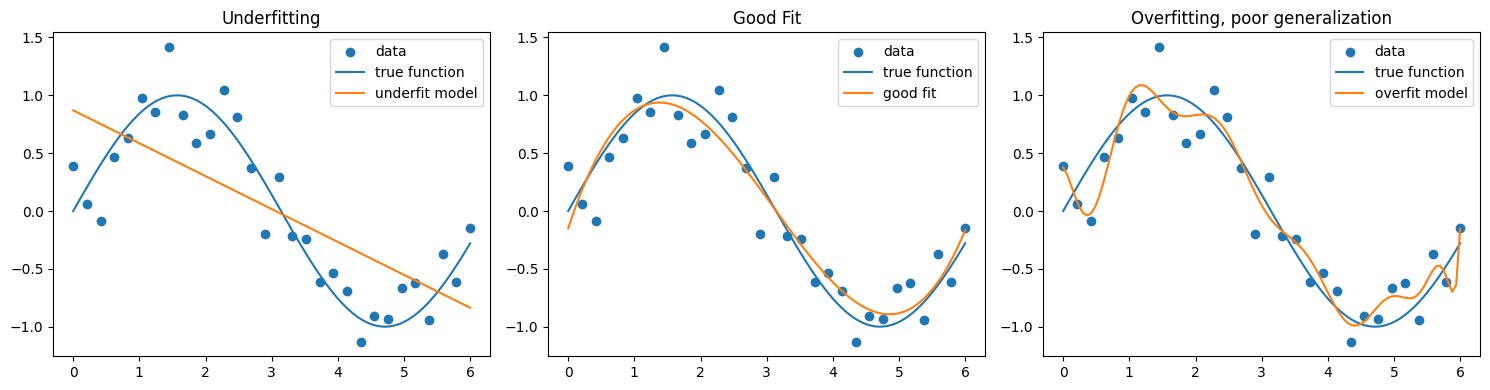 Underfitting
1.5
1.0
0.5
0.0
−0.5
−1.0
0 1 2 3 4 5 6
data
true function
underfit model
Good Fit
1.5
1.0
0.5
0.0
−0.5
−1.0
0 1 2 3 4 5 6
data
true function
good fit
Overfitting, poor generalization
1.5
1.0
0.5
0.0
−0.5
−1.0
0 1 2 3 4 5 6
data
true function
overfit model